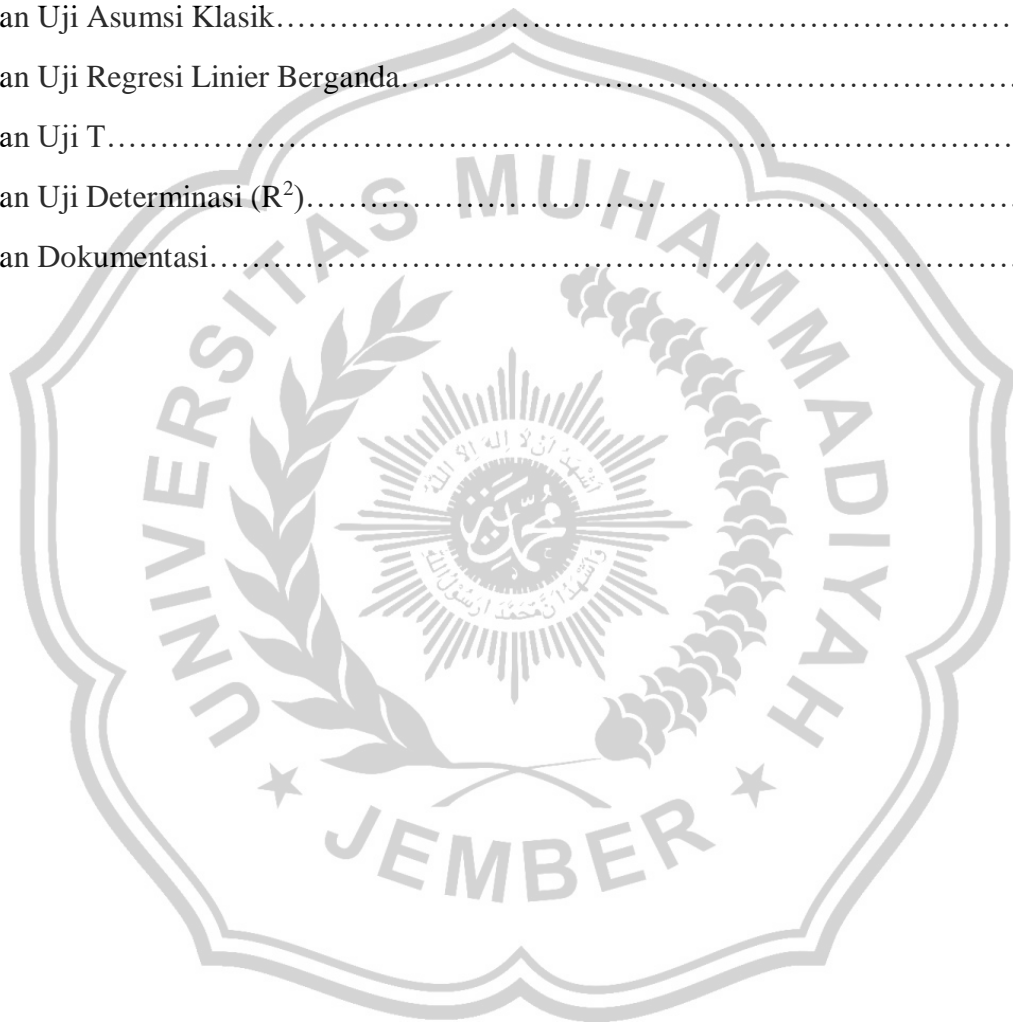 an Uji Asumsi Klasik……………………………………………………………………
an Uji Regresi Linier Berganda…………………………………………………………
an Uji T…………………………………………………………………………………
an Uji Determinasi (R²)…………………………………………………………………
an Dokumentasi…………………………………………………………………………
UNIVERSITAS MUHAMMADIYAH
JEMBER